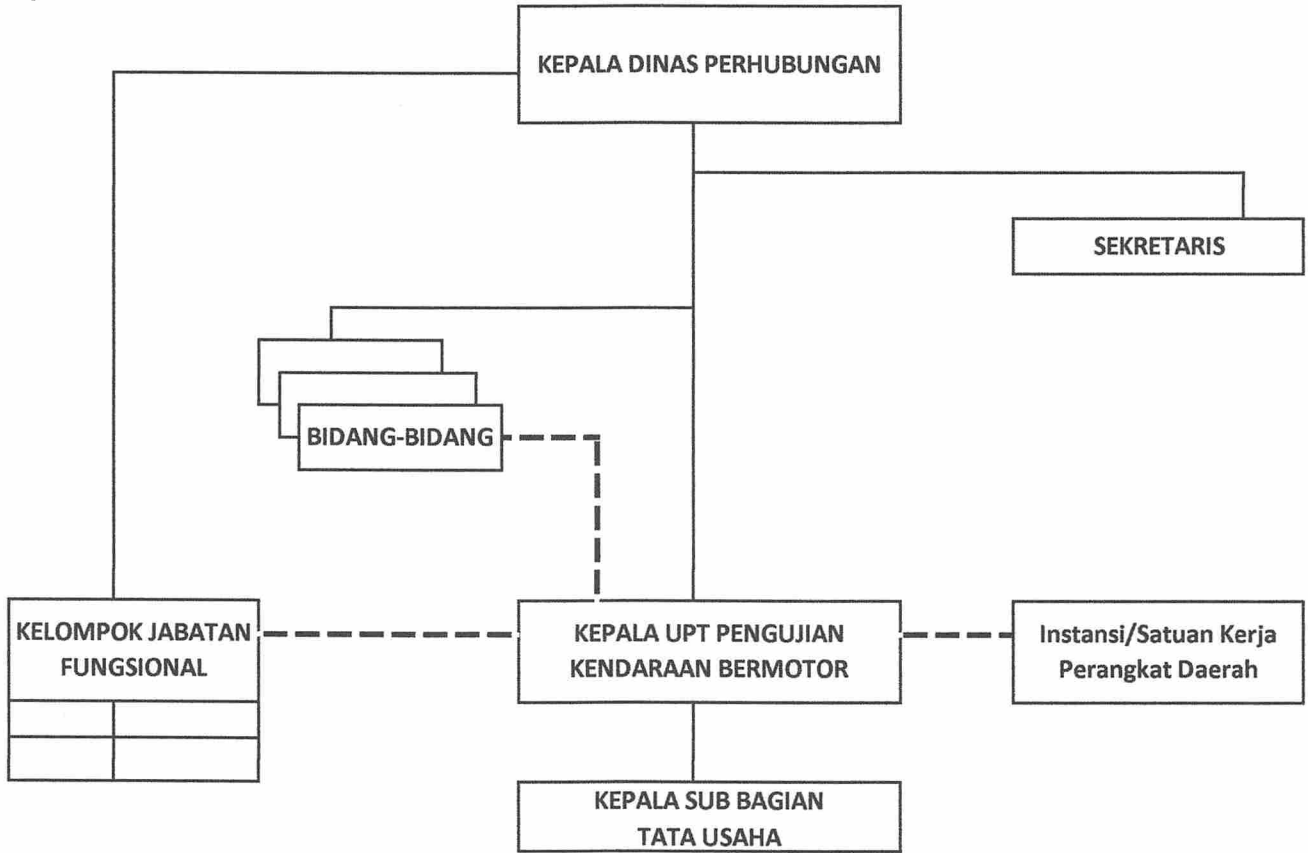 KEPALA DINAS PERHUBUNGAN
SEKRETARIS
BIDANG-BIDANG
KELOMPOK JABATAN
FUNGSIONAL
KEPALA UPT PENGUJIAN
KENDARAAN BERMOTOR
Instansi/Satuan Kerja
Perangkat Daerah
KEPALA SUB BAGIAN
TATA USAHA